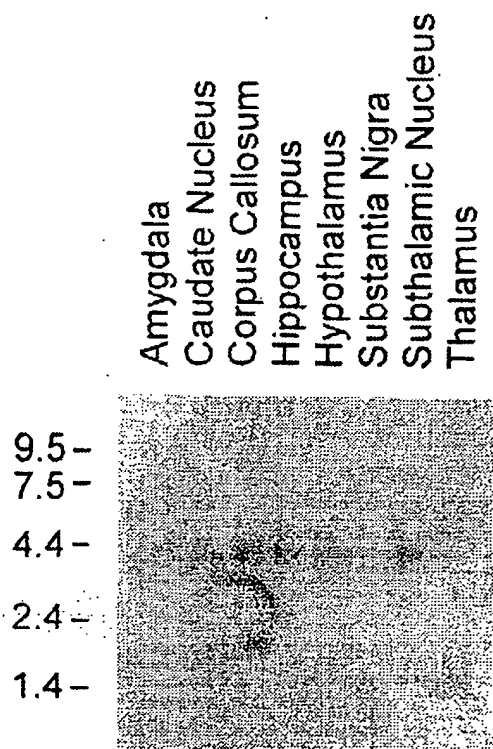 Amygdala
Caudate Nucleus
Corpus Callosum
Hippocampus
Hypothalamus
Substantia Nigra
Subthalamic Nucleus
Thalamus
9.5-
7.5-
4.4-
2.4-
1.4-